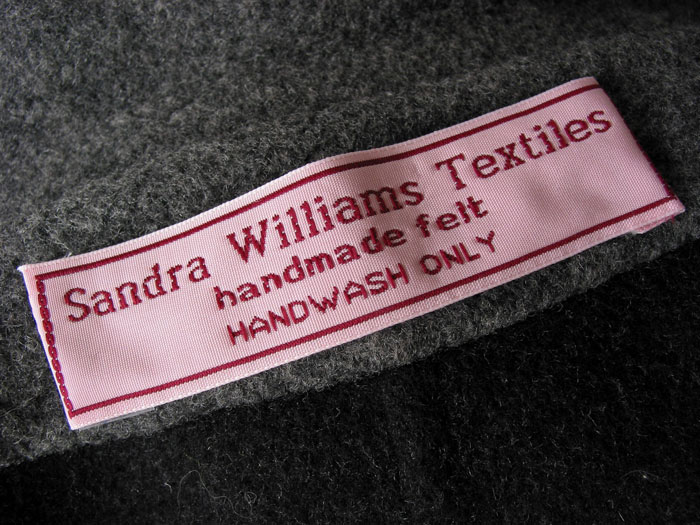 Sandra Williams Textiles
handmade felt
HANDWASH ONLY